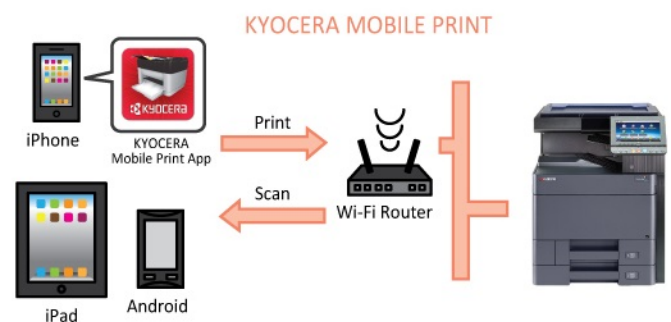 KYOCERA MOBILE PRINT
KYOCERA
iPhone
KYOCERA
Mobile Print App
Print
Scan
Wi-Fi Router
iPad
Android